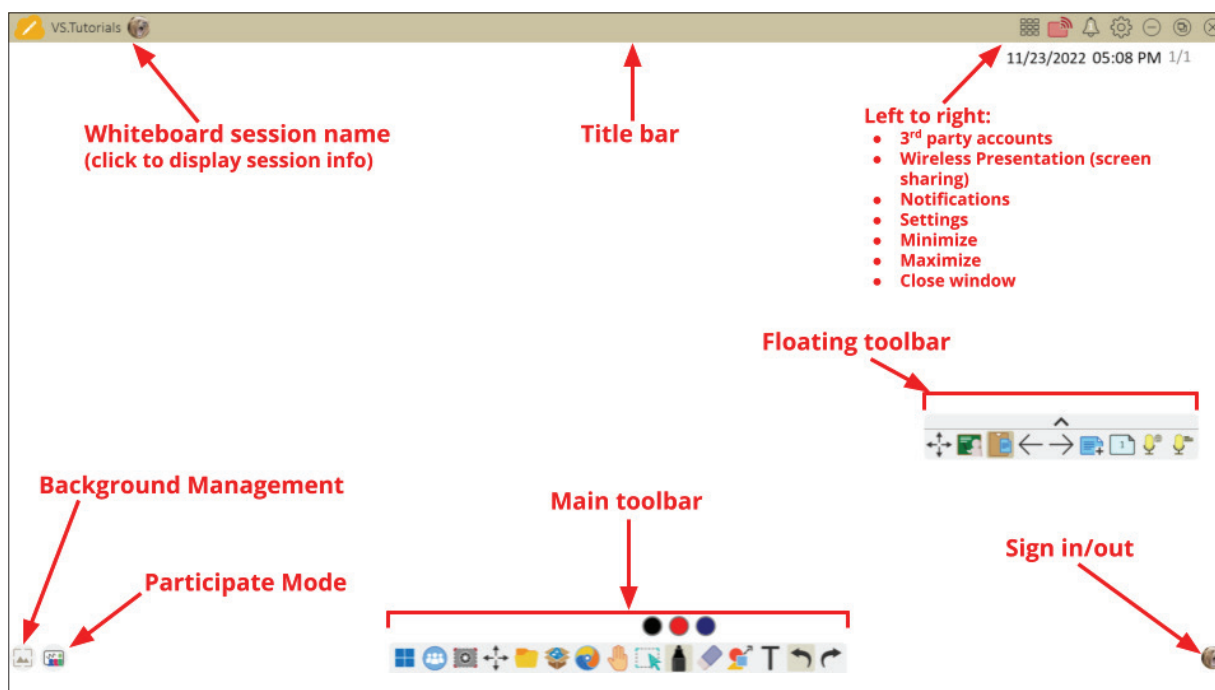 VS.Tutorials
11/23/2022 05:08 PM 1/1
Whiteboard session name
(click to display session info)
Title bar
Left to right:
● 3rd party accounts
● Wireless Presentation (screen
sharing)
● Notifications
● Settings
● Minimize
● Maximize
● Close window
Floating toolbar
1
Background Management
Main toolbar
Sign in/out
Participate Mode
T